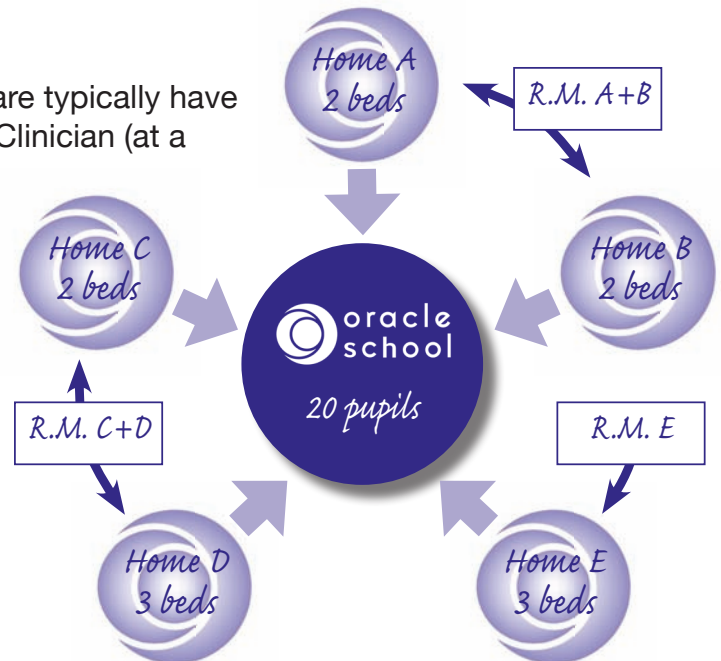 are typically have
Clinician (at a
Home A
2 beds
R.M. A+B
Home C
2 beds
Home B
2 beds
oracle
school
20 pupils
R.M. C+D
R.M. E
Home D
3 beds
Home E
3 beds